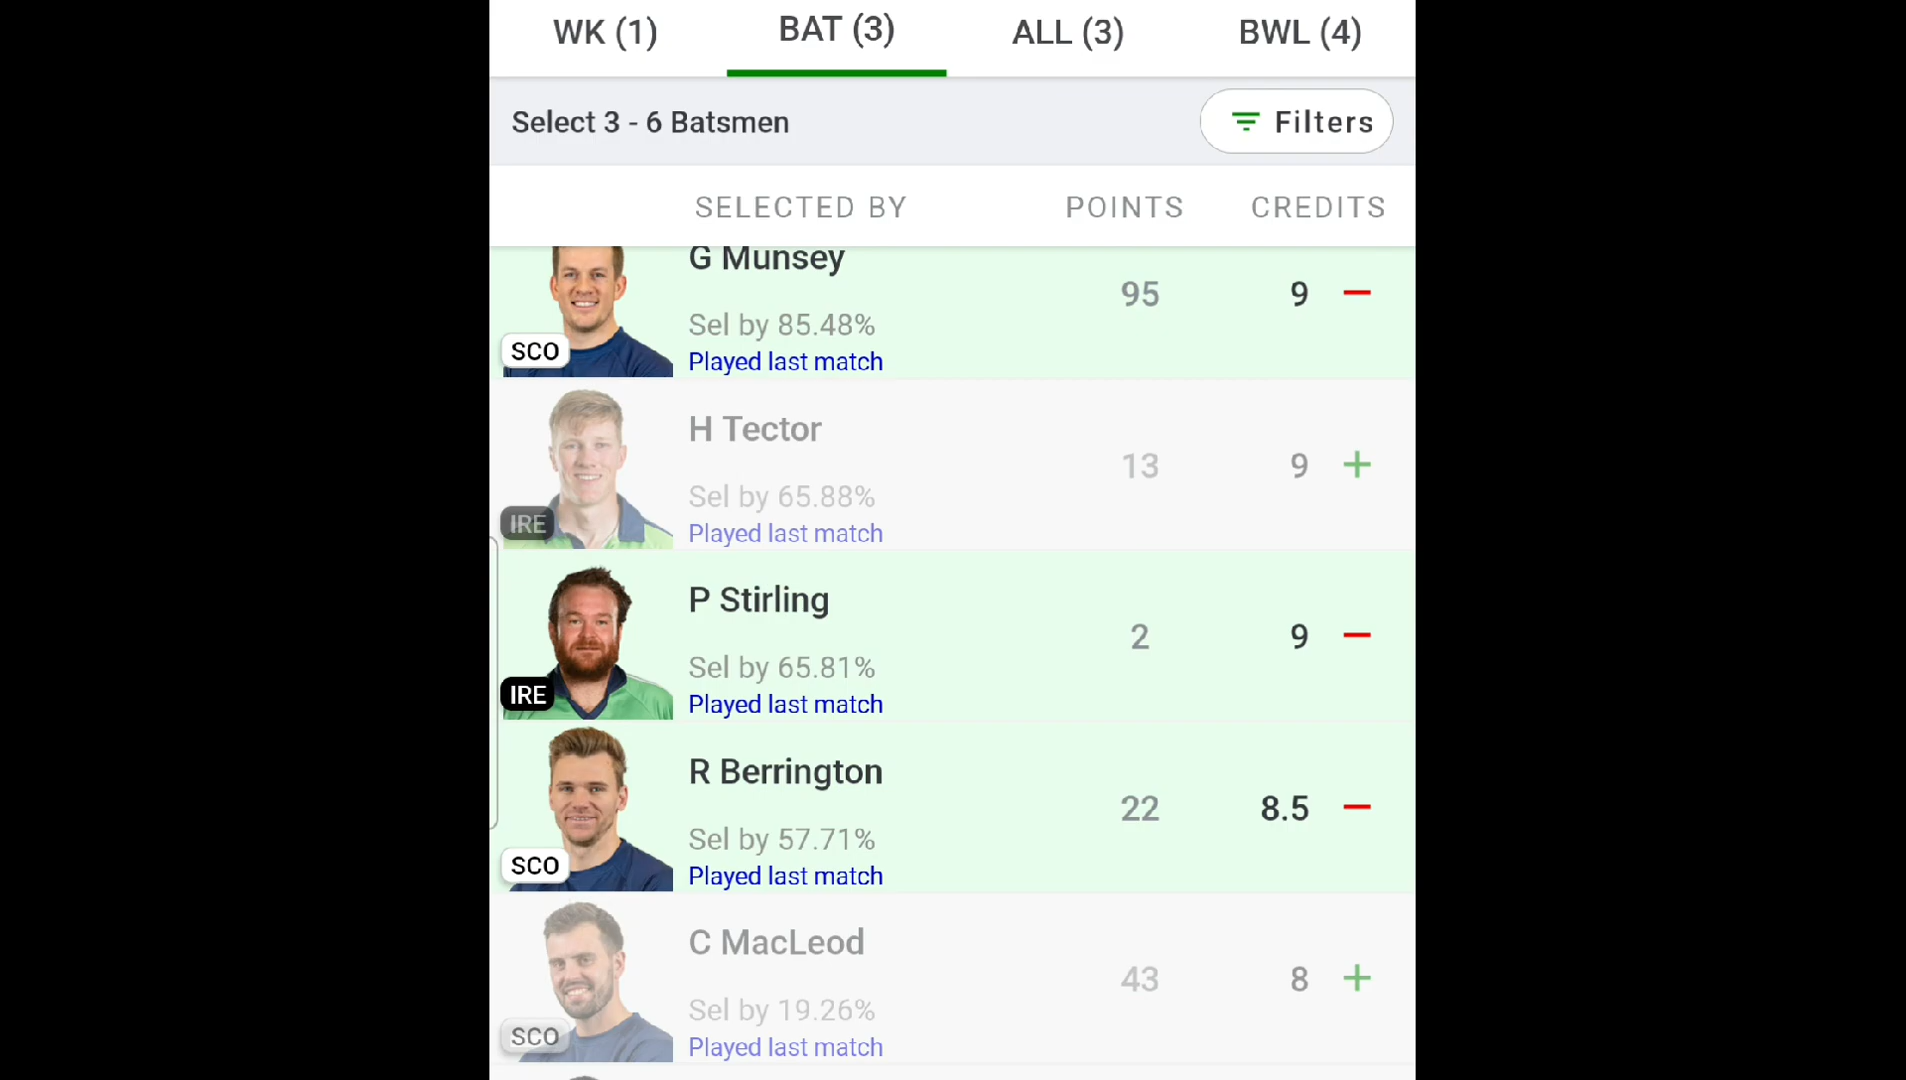 WK (1) BAT (3) ALL (3) BWL (4)
Select 3 - 6 Batsmen Filters
SELECTED BY POINTS CREDITS
G Munsey
95 9
Sel by 85.48%
SCO
Played last match
H Tector
13 9
Sel by 65.88%
IRE
Played last match
P Stirling
2 9
Sel by 65.81%
IRE
Played last match
R Berrington
22 8.5
Sel by 57.71%
SCO
Played last match
C MacLeod
43 8
Sel by 19.26%
SCO
Played last match